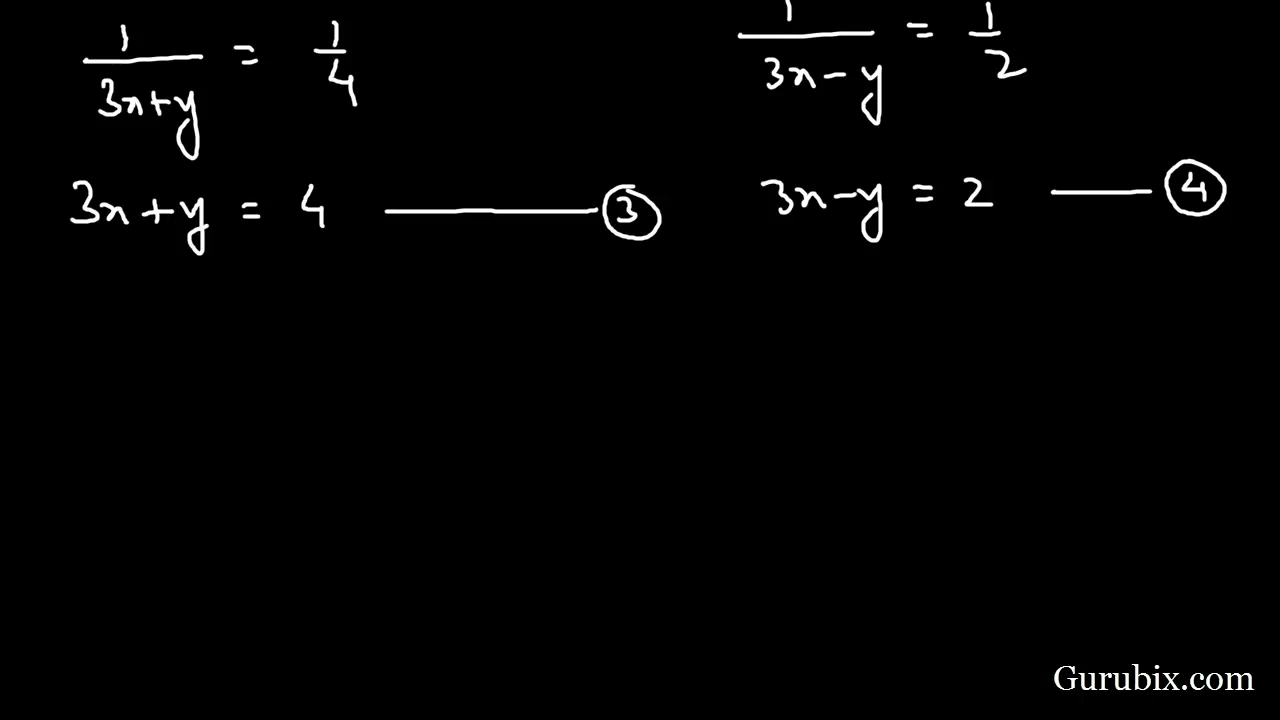 1/(3x+y) = 1/4
1/(3x-y) = 1/2
3x+y = 4 ——— ③
3x-y = 2 —— ④
Gurubix.com